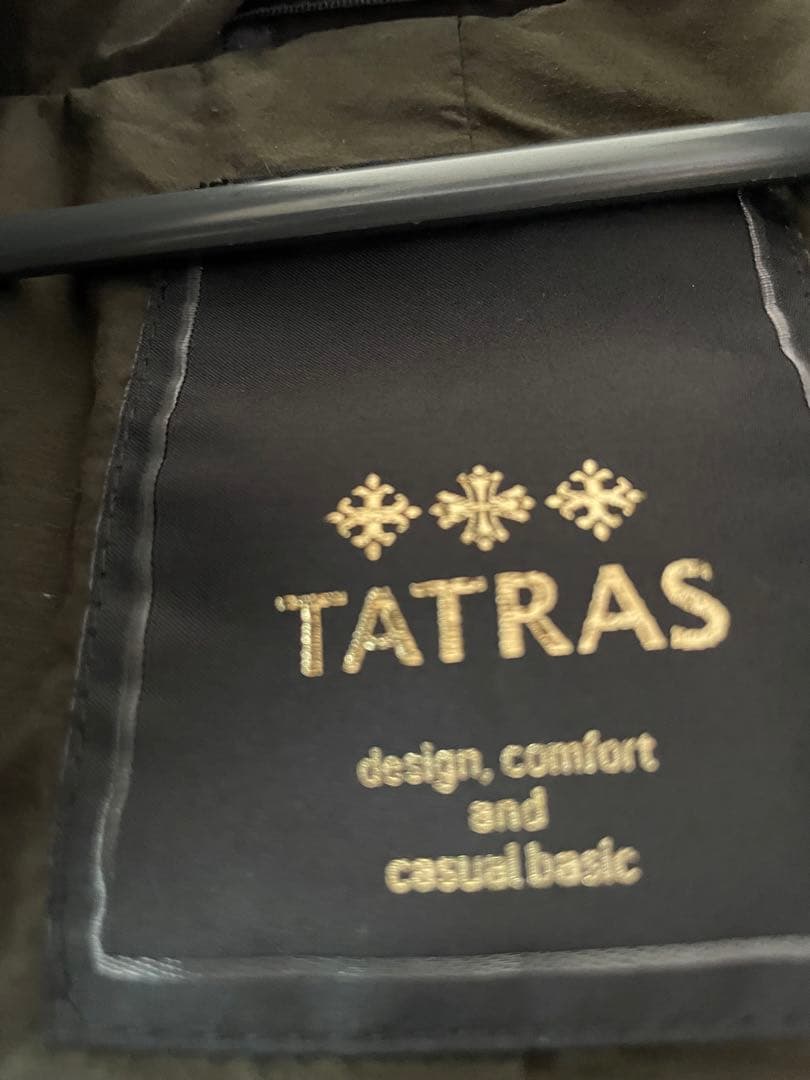 TATRAS
design, comfort
and
casual basic